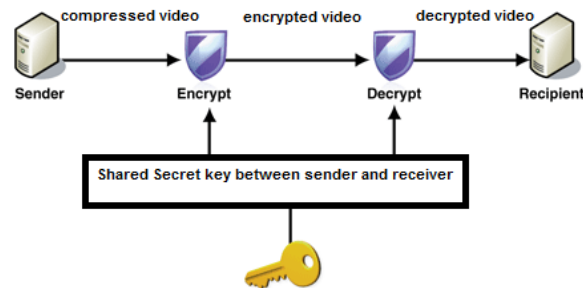 compressed video
encrypted video
decrypted video
Sender
Encrypt
Decrypt
Recipient
Shared Secret key between sender and receiver